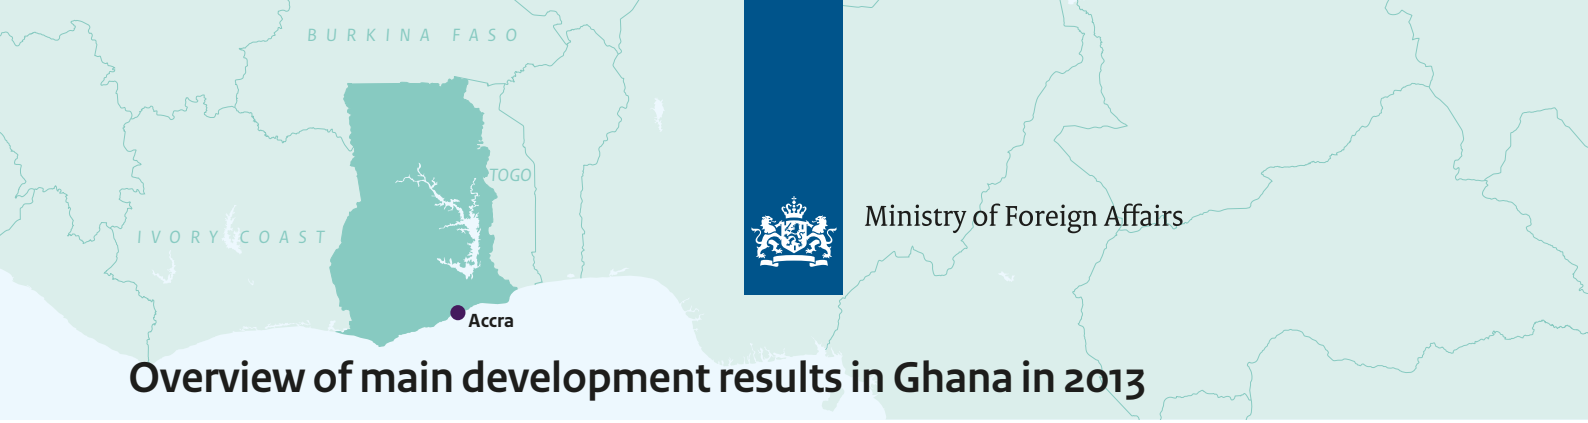 BURKINA FASO
TOGO
IVORY COAST
Ministry of Foreign Affairs
Accra
Overview of main development results in Ghana in 2013